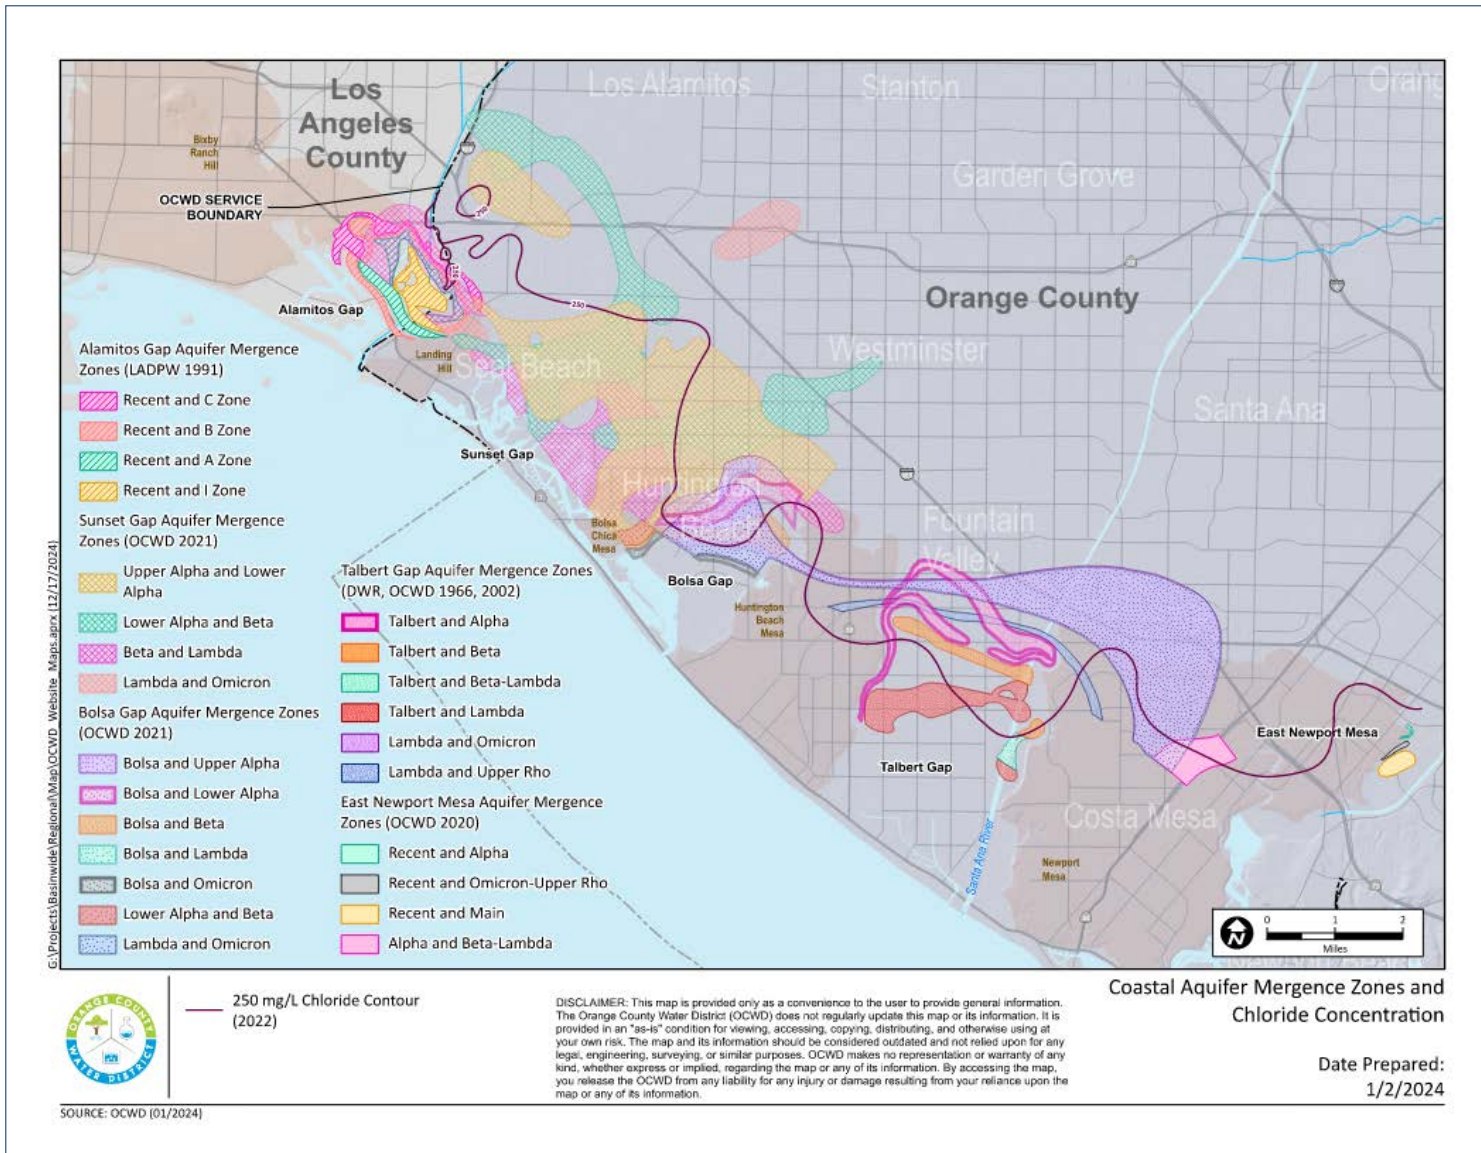 Los
Angeles
County
Los Alamitos
Stanton
Orang
Bixby
Ranch
Hill
Garden Grove
OCWD SERVICE
BOUNDARY
250
250
250
Orange County
Alamitos Gap
Westminster
Landing
Hill
Seal Beach
Santa Ana
Sunset Gap
Huntington
Beach
Bolsa
Chica
Mesa
Fountain
Valley
Bolsa Gap
Huntington
Beach
Mesa
East Newport Mesa
Talbert Gap
Costa Mesa
Santa Ana River
Newport
Mesa
Alamitos Gap Aquifer Mergence
Zones (LADPW 1991)
Recent and C Zone
Recent and B Zone
Recent and A Zone
Recent and I Zone
Sunset Gap Aquifer Mergence
Zones (OCWD 2021)
Upper Alpha and Lower
Alpha
Lower Alpha and Beta
Beta and Lambda
Lambda and Omicron
Bolsa Gap Aquifer Mergence Zones
(OCWD 2021)
Bolsa and Upper Alpha
Bolsa and Lower Alpha
Bolsa and Beta
Bolsa and Lambda
Bolsa and Omicron
Lower Alpha and Beta
Lambda and Omicron
Talbert Gap Aquifer Mergence Zones
(DWR, OCWD 1966, 2002)
Talbert and Alpha
Talbert and Beta
Talbert and Beta-Lambda
Talbert and Lambda
Lambda and Omicron
Lambda and Upper Rho
East Newport Mesa Aquifer Mergence
Zones (OCWD 2020)
Recent and Alpha
Recent and Omicron-Upper Rho
Recent and Main
Alpha and Beta-Lambda
N
0 1 2
Miles
G:\Projects\Basinwide\Regional\Map\OCWD_Website_Maps.aprx (12/17/2024)
ORANGE COUNTY
WATER DISTRICT
250 mg/L Chloride Contour
(2022)
DISCLAIMER: This map is provided only as a convenience to the user to provide general information.
The Orange County Water District (OCWD) does not regularly update this map or its information. It is
provided in an "as-is" condition for viewing, accessing, copying, distributing, and otherwise using at
your own risk. The map and its information should be considered outdated and not relied upon for any
legal, engineering, surveying, or similar purposes. OCWD makes no representation or warranty of any
kind, whether express or implied, regarding the map or any of its information. By accessing the map,
you release the OCWD from any liability for any injury or damage resulting from your reliance upon the
map or any of its information.
Coastal Aquifer Mergence Zones and
Chloride Concentration
Date Prepared:
1/2/2024
SOURCE: OCWD (01/2024)